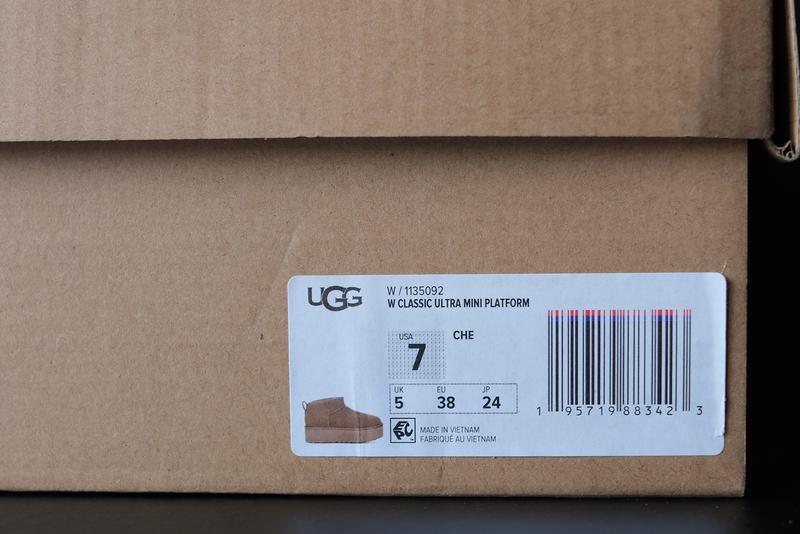 UGG
W / 1135092
W CLASSIC ULTRA MINI PLATFORM
USA
7
CHE
UK EU JP
5 38 24
MADE IN VIETNAM
FABRIQUÉ AU VIETNAM
1 95719 88342 3